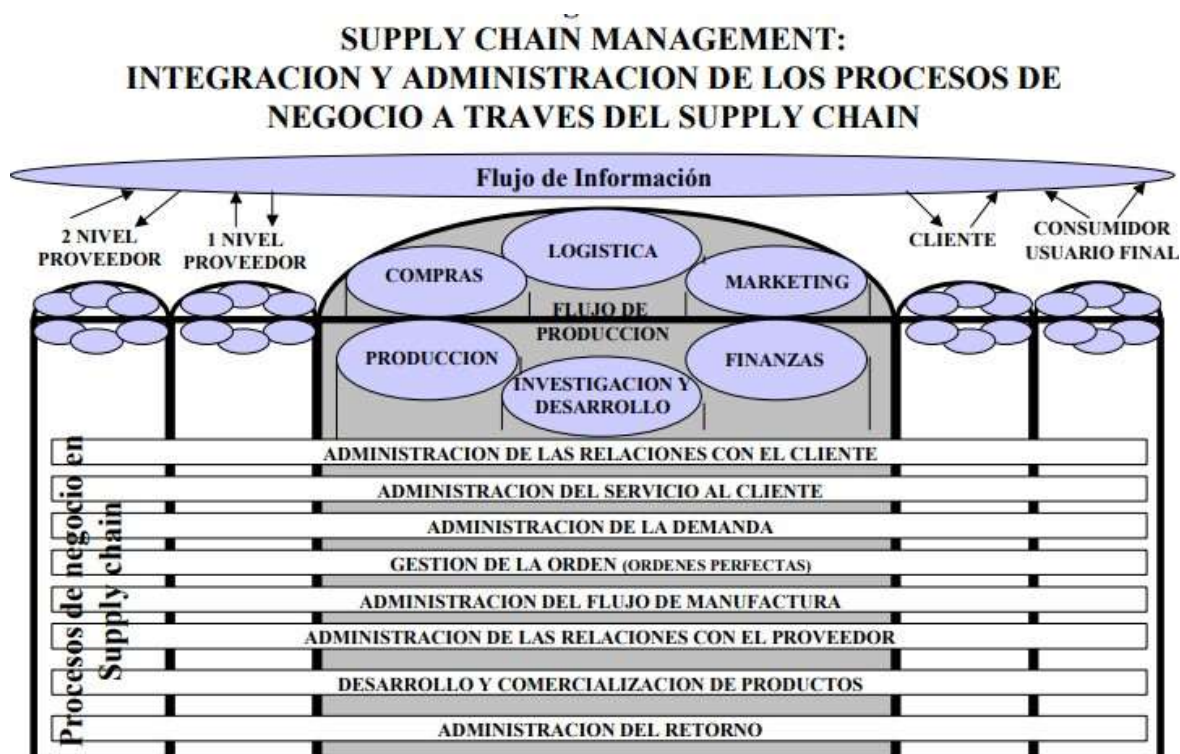 SUPPLY CHAIN MANAGEMENT:
INTEGRACION Y ADMINISTRACION DE LOS PROCESOS DE
NEGOCIO A TRAVES DEL SUPPLY CHAIN
Flujo de Información
2 NIVEL
PROVEEDOR
1 NIVEL
PROVEEDOR
CLIENTE
CONSUMIDOR
USUARIO FINAL
LOGISTICA
COMPRAS
MARKETING
FLUJO DE
PRODUCCION
PRODUCCION
FINANZAS
INVESTIGACION Y
DESARROLLO
Procesos de negocio en
Supply chain
ADMINISTRACION DE LAS RELACIONES CON EL CLIENTE
ADMINISTRACION DEL SERVICIO AL CLIENTE
ADMINISTRACION DE LA DEMANDA
GESTION DE LA ORDEN (ORDENES PERFECTAS)
ADMINISTRACION DEL FLUJO DE MANUFACTURA
ADMINISTRACION DE LAS RELACIONES CON EL PROVEEDOR
DESARROLLO Y COMERCIALIZACION DE PRODUCTOS
ADMINISTRACION DEL RETORNO